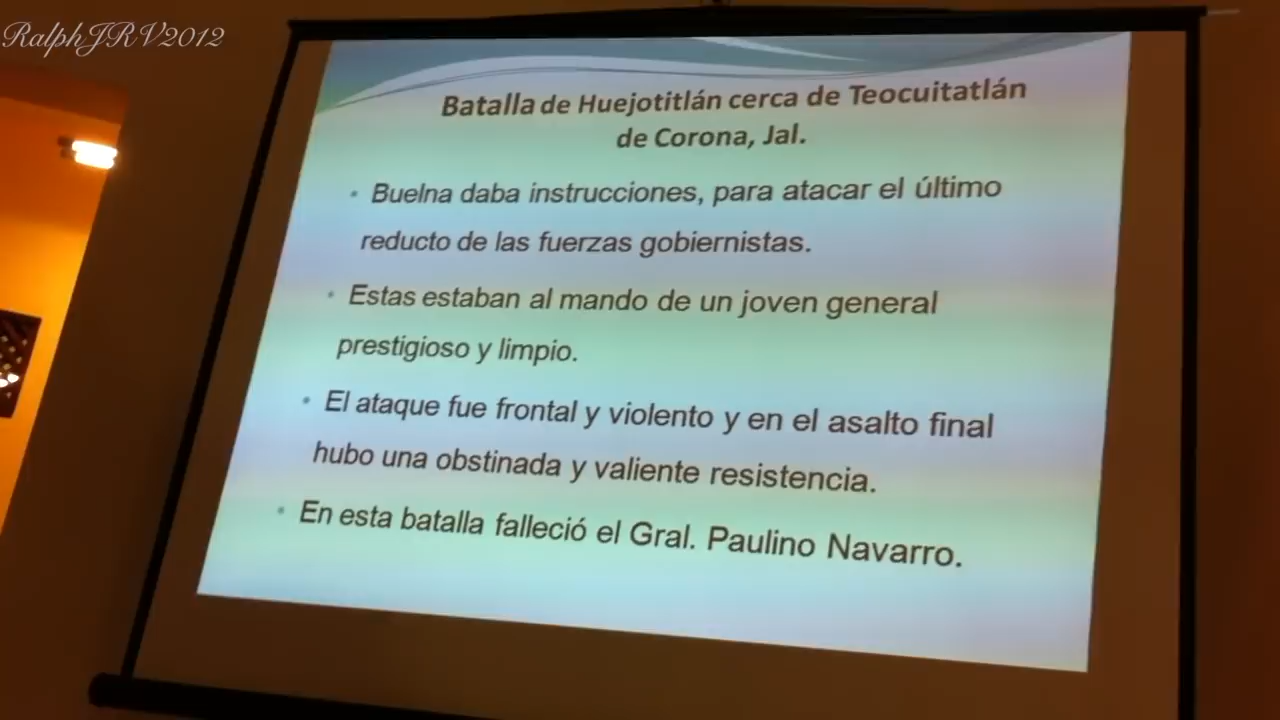 RalphJRV2012
Batalla de Huejotitlán cerca de Teocuitatlán
de Corona, Jal.
• Buelna daba instrucciones, para atacar el último
reducto de las fuerzas gobiernistas.
• Estas estaban al mando de un joven general
prestigioso y limpio.
• El ataque fue frontal y violento y en el asalto final
hubo una obstinada y valiente resistencia.
• En esta batalla falleció el Gral. Paulino Navarro.